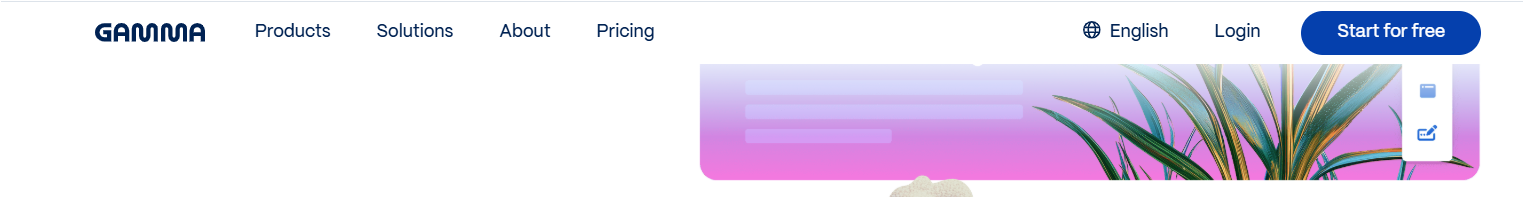 GAMMA
Products
Solutions
About
Pricing
English
Login
Start for free